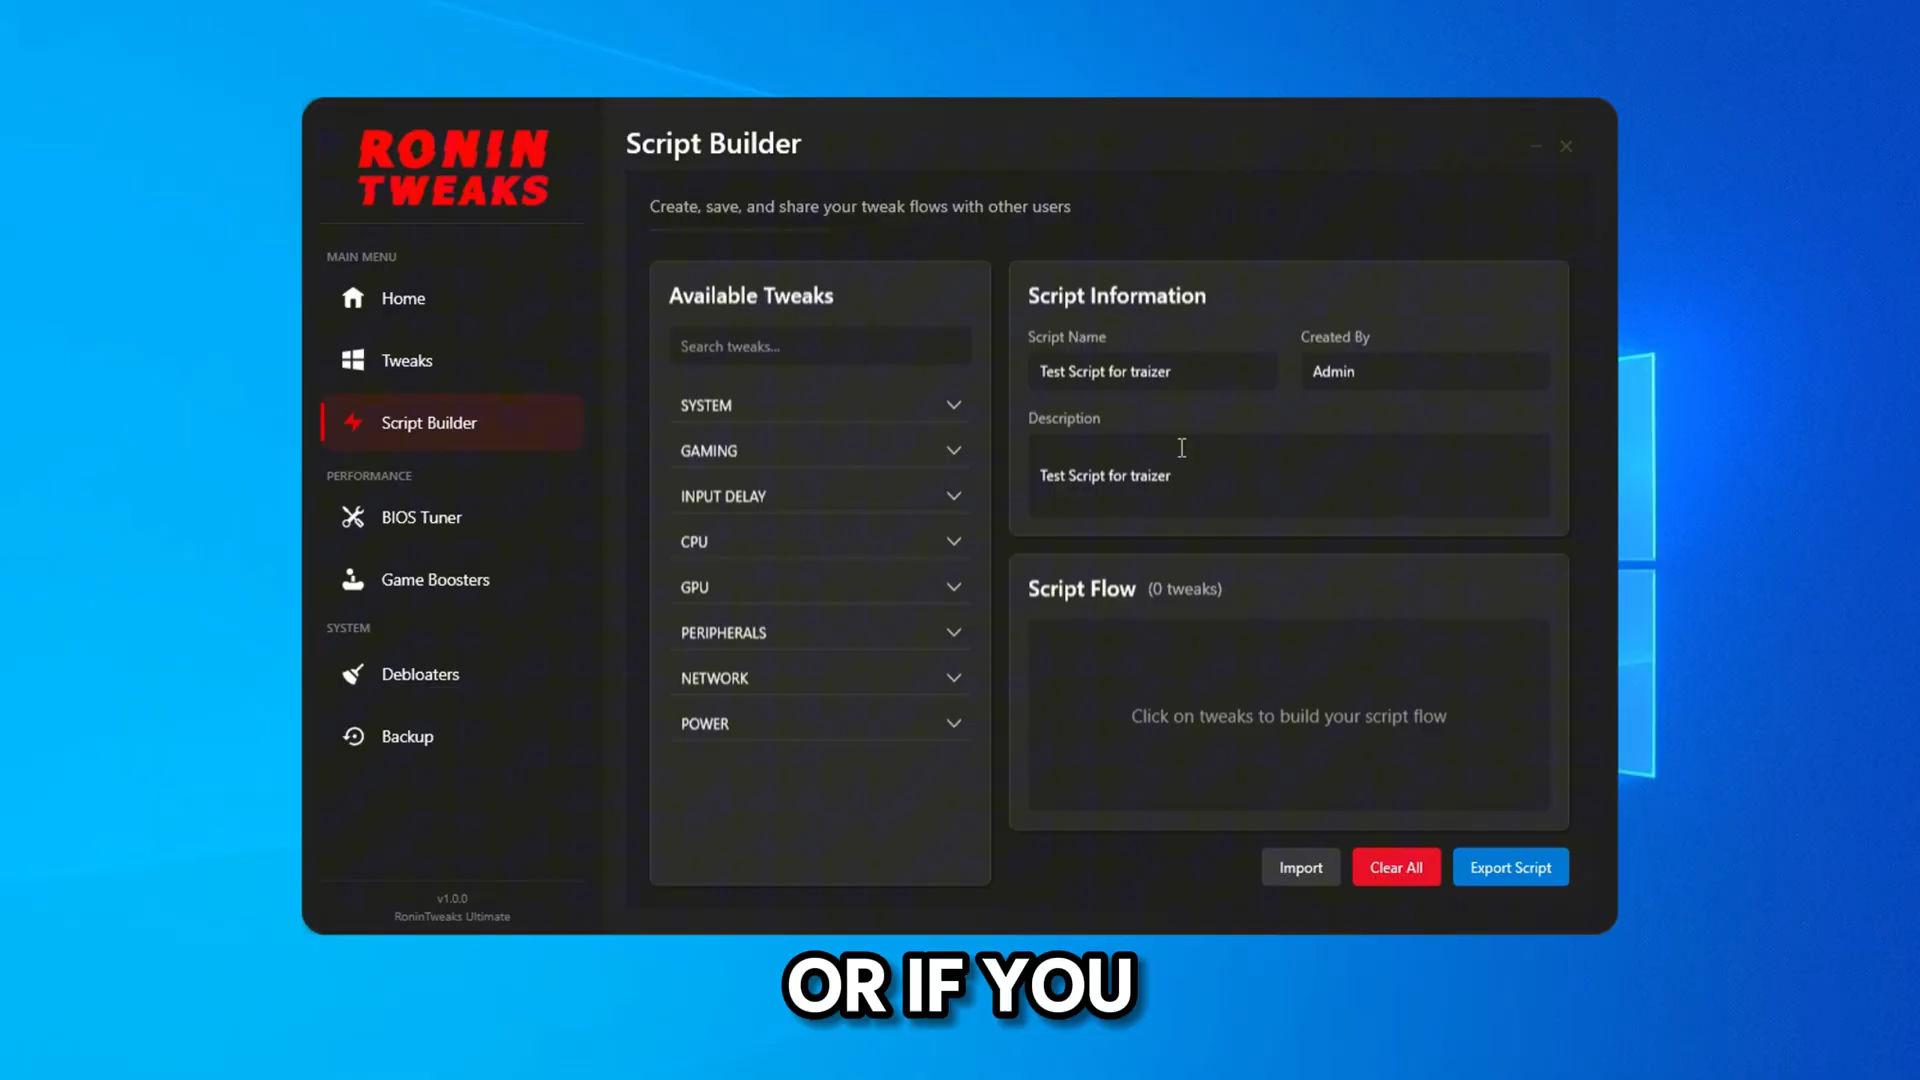 RONIN
TWEAKS
MAIN MENU
Home
Tweaks
Script Builder
PERFORMANCE
BIOS Tuner
Game Boosters
SYSTEM
Debloaters
Backup
v1.0.0
RoninTweaks Ultimate
Script Builder
Create, save, and share your tweak flows with other users
Available Tweaks
Search tweaks...
SYSTEM
GAMING
INPUT DELAY
CPU
GPU
PERIPHERALS
NETWORK
POWER
Script Information
Script Name
Created By
Test Script for traizer
Admin
Description
Test Script for traizer
Script Flow (0 tweaks)
Click on tweaks to build your script flow
Import
Clear All
Export Script
OR IF YOU